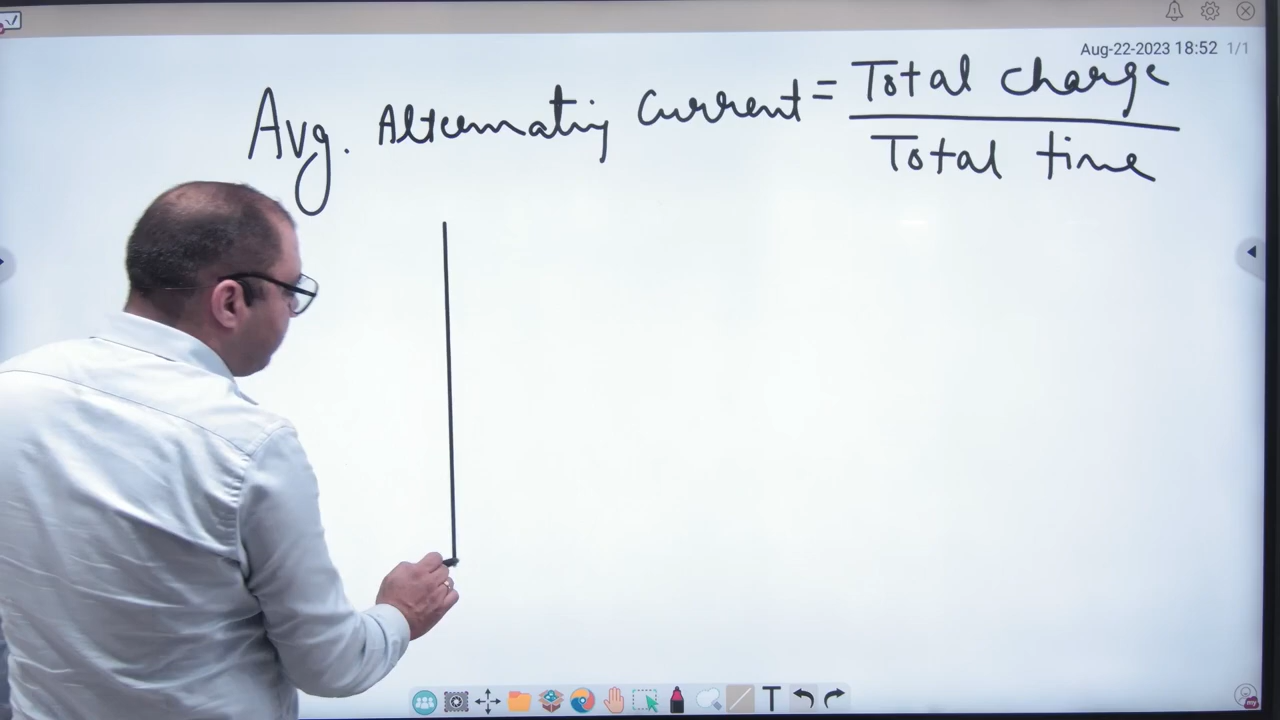 Aug-22-2023 18:52 1/1
Avg. Alternating Current = Total charge
Total time
T